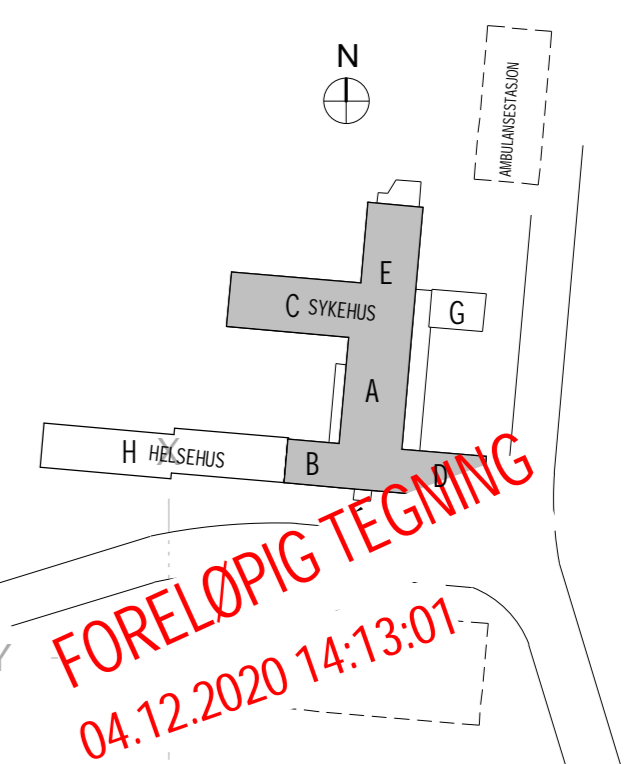 N
AMBULANSESTASJON
E
C SYKEHUS
G
A
H HELSEHUS
X
B
D
FORELØPIG TEGNING
04.12.2020 14:13:01
Y